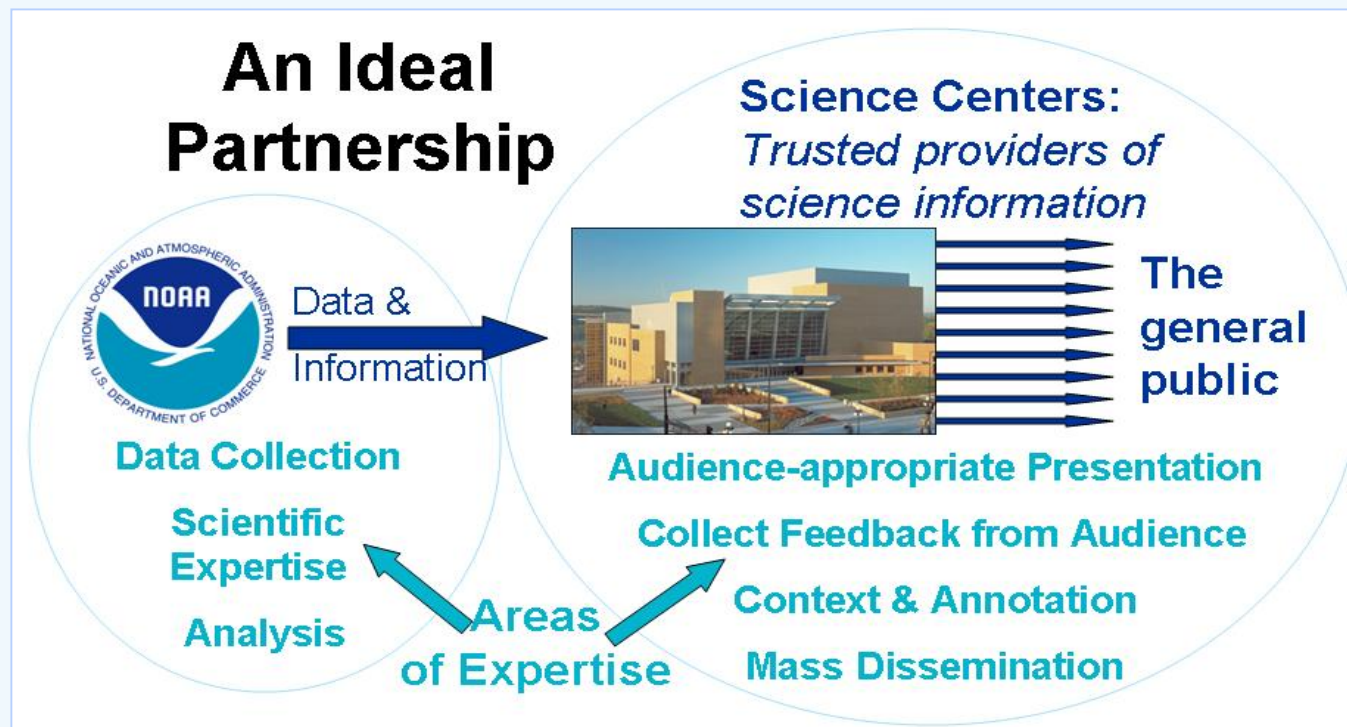 An Ideal
Partnership
Science Centers:
Trusted providers of
science information
NATIONAL OCEANIC AND ATMOSPHERIC ADMINISTRATION
U.S. DEPARTMENT OF COMMERCE
NOAA
Data &
Information
The
general
public
Data Collection
Scientific
Expertise
Analysis
Audience-appropriate Presentation
Collect Feedback from Audience
Context & Annotation
Mass Dissemination
Areas
of Expertise